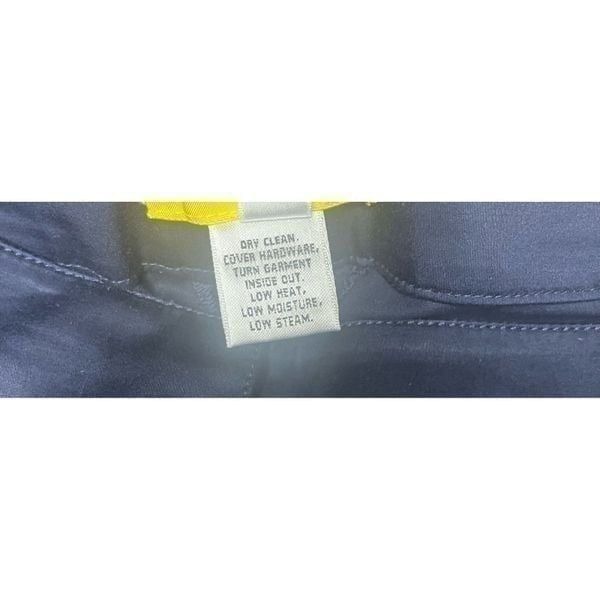 DRY CLEAN.
COVER HARDWARE,
TURN GARMENT
INSIDE OUT.
LOW HEAT,
LOW MOISTURE,
LOW STEAM.